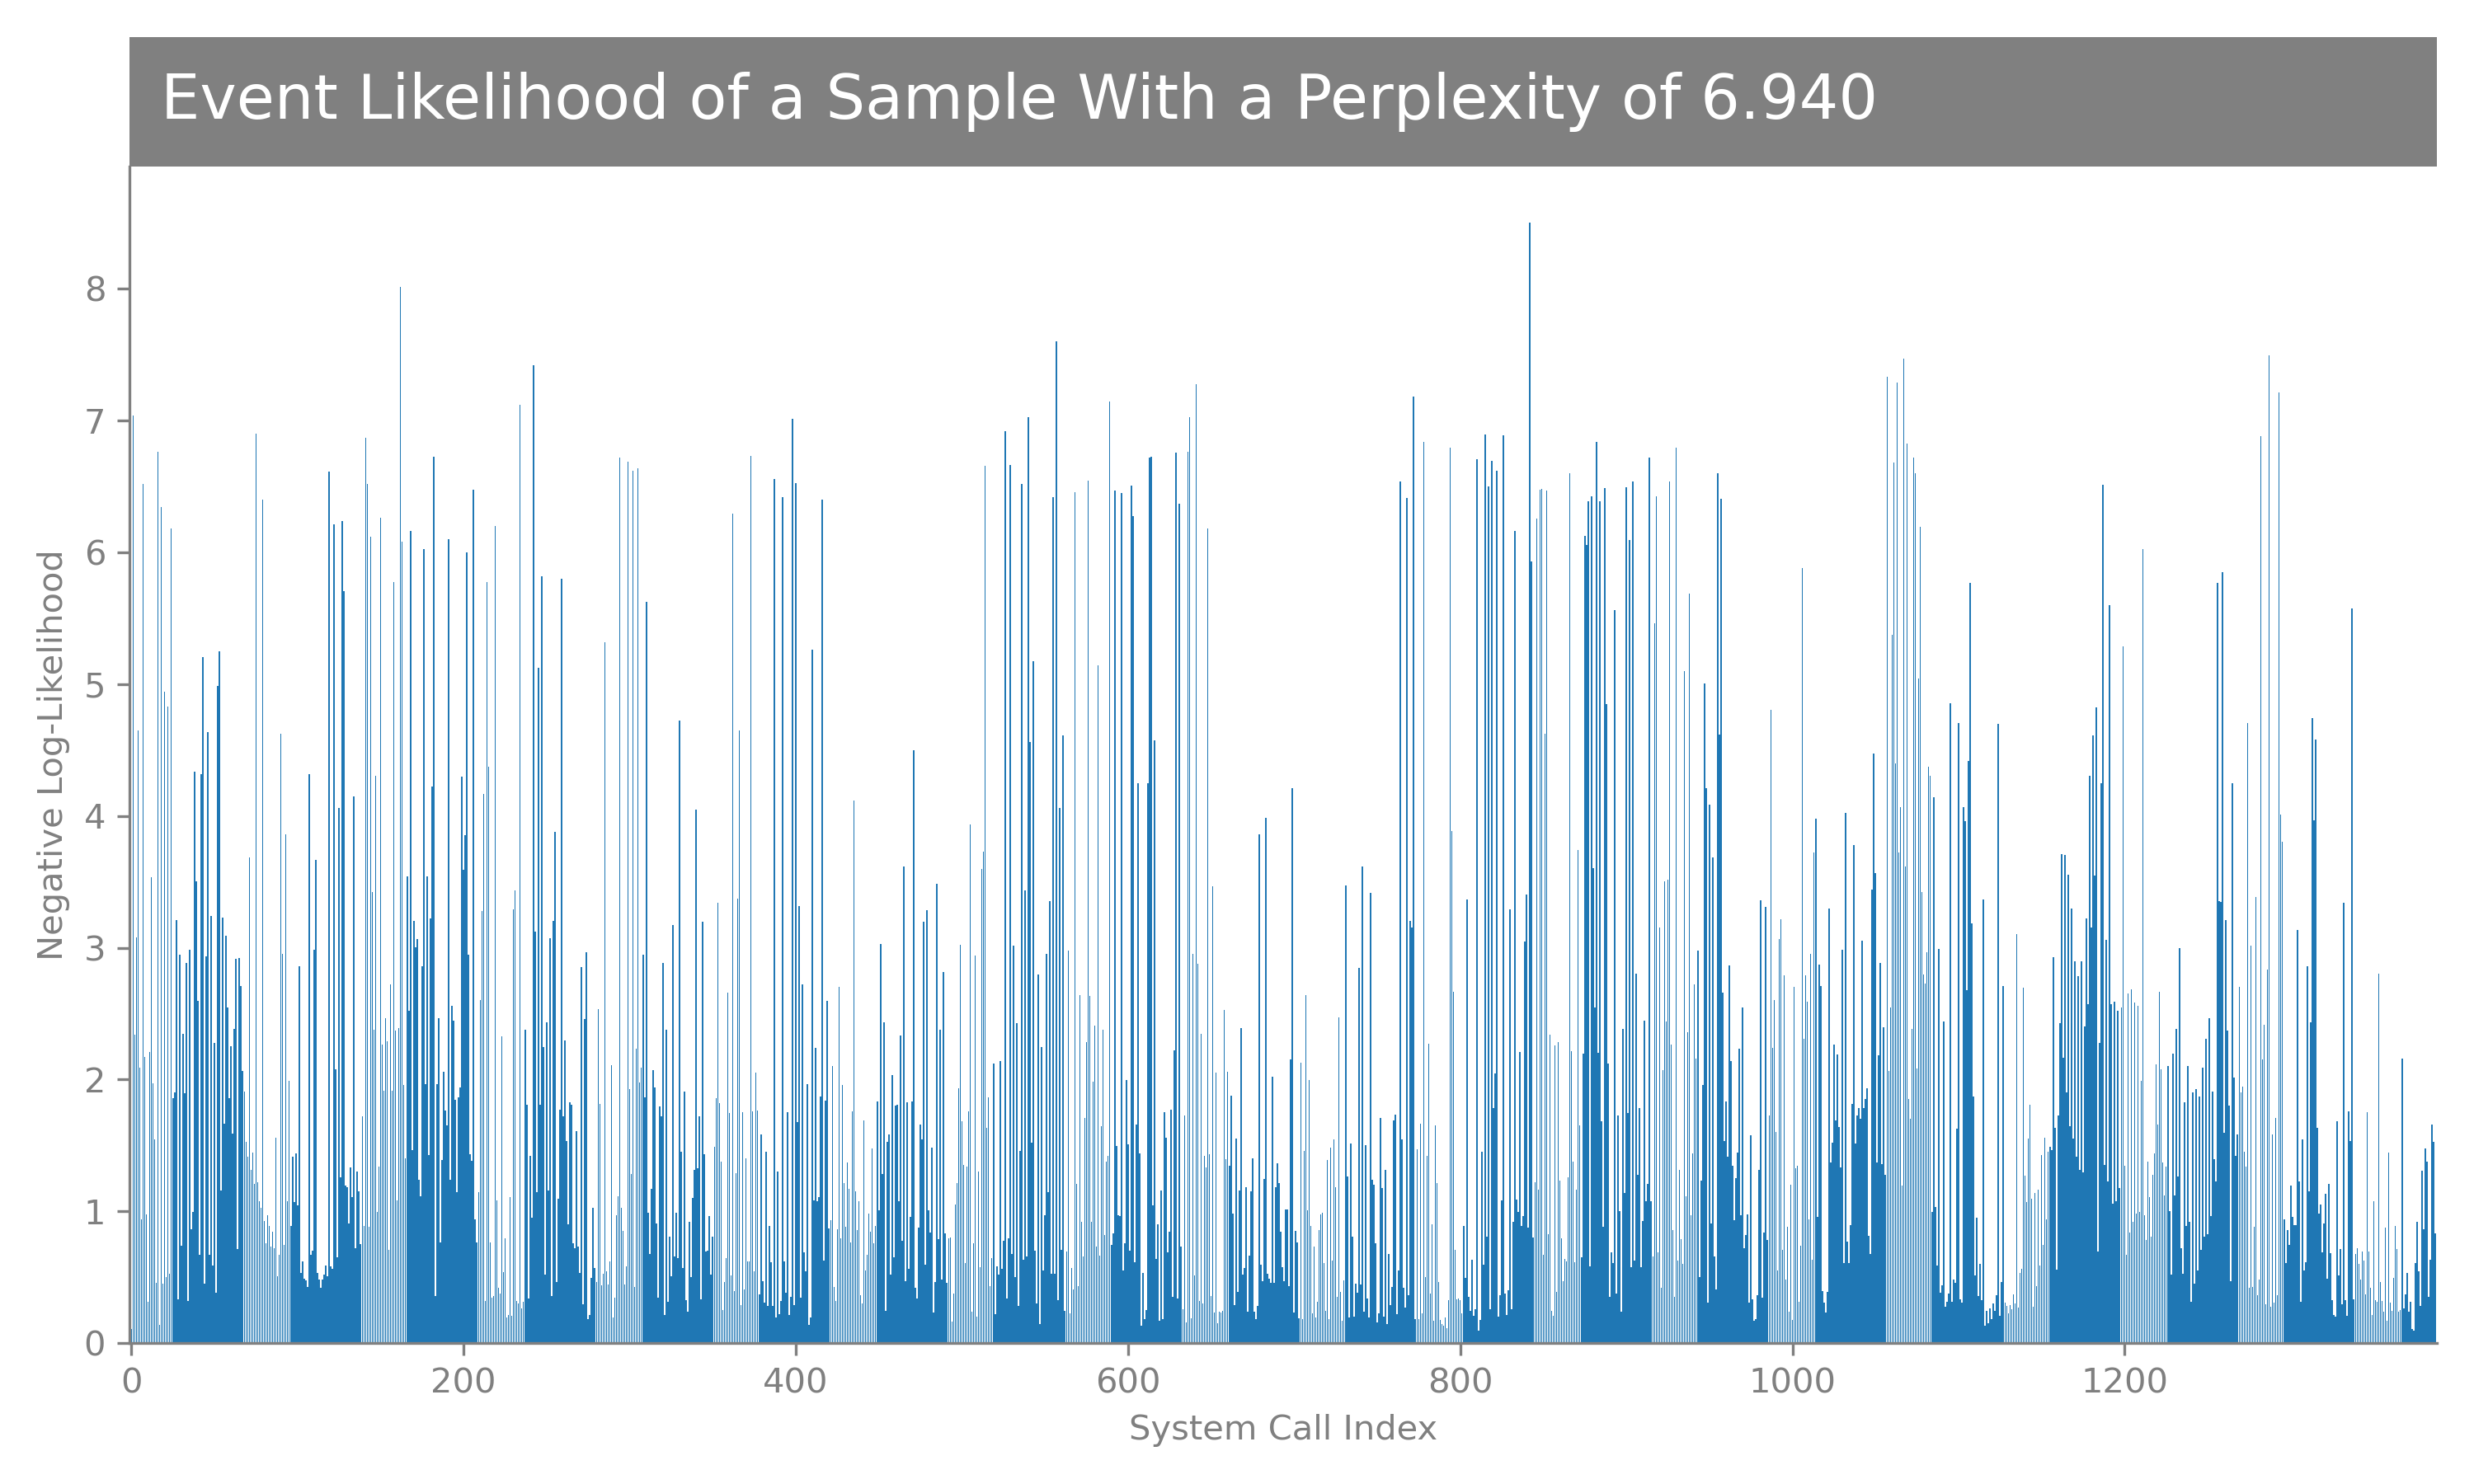 Event Likelihood of a Sample With a Perplexity of 6.940
Negative Log-Likelihood
8
7
6
5
4
3
2
1
0
0 200 400 600 800 1000 1200
System Call Index